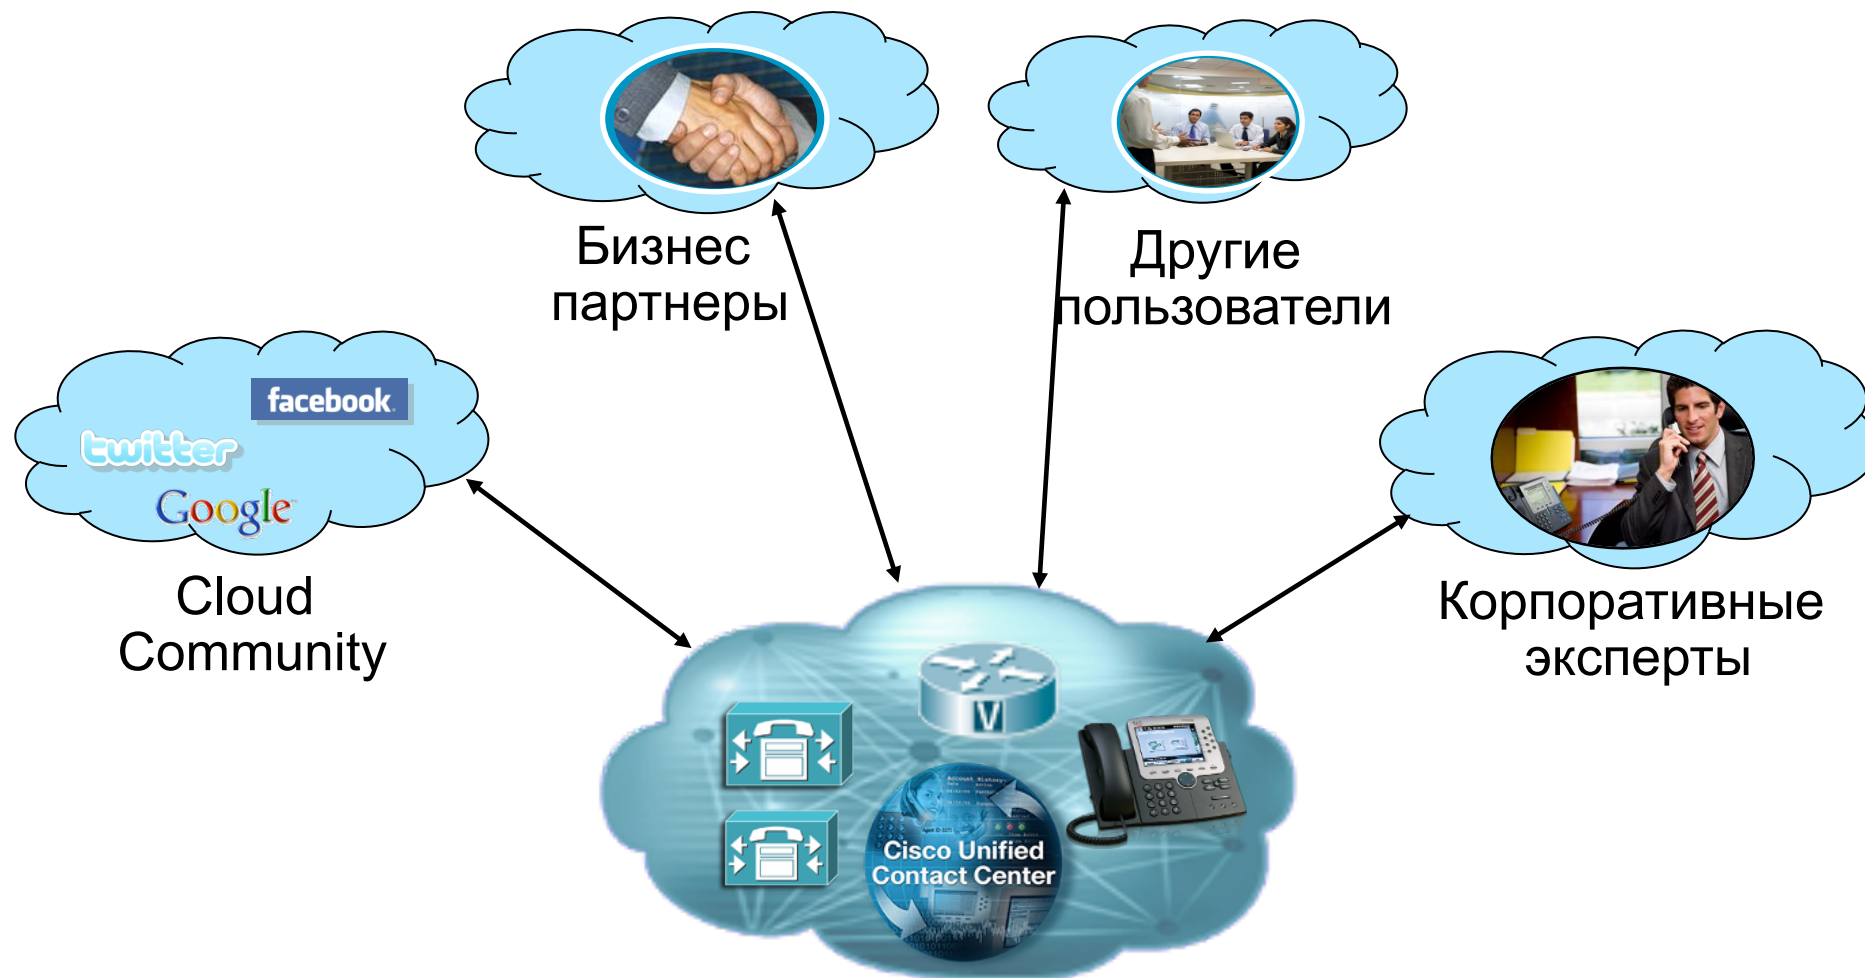 Бизнес
партнеры
Другие
пользователи
facebook.
twitter
Google
Cloud
Community
Корпоративные
эксперты
V
Cisco Unified
Contact Center